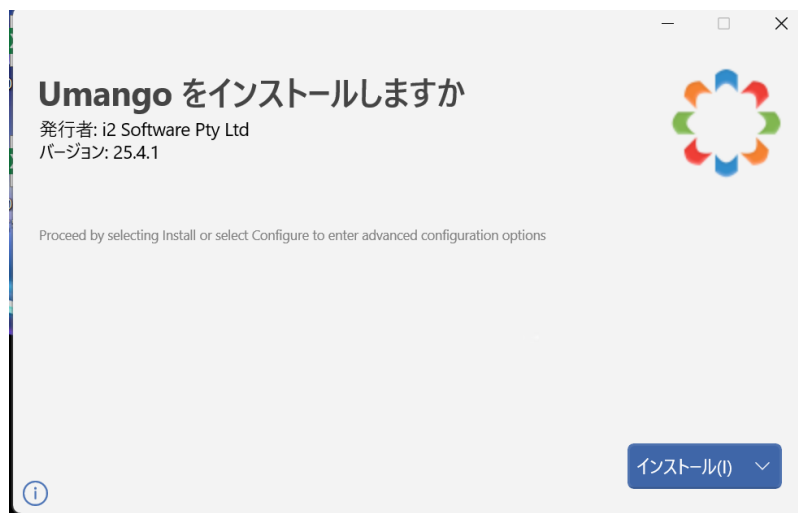 Umango をインストールしますか
発行者: i2 Software Pty Ltd
バージョン: 25.4.1
Proceed by selecting Install or select Configure to enter advanced configuration options
インストール(I)